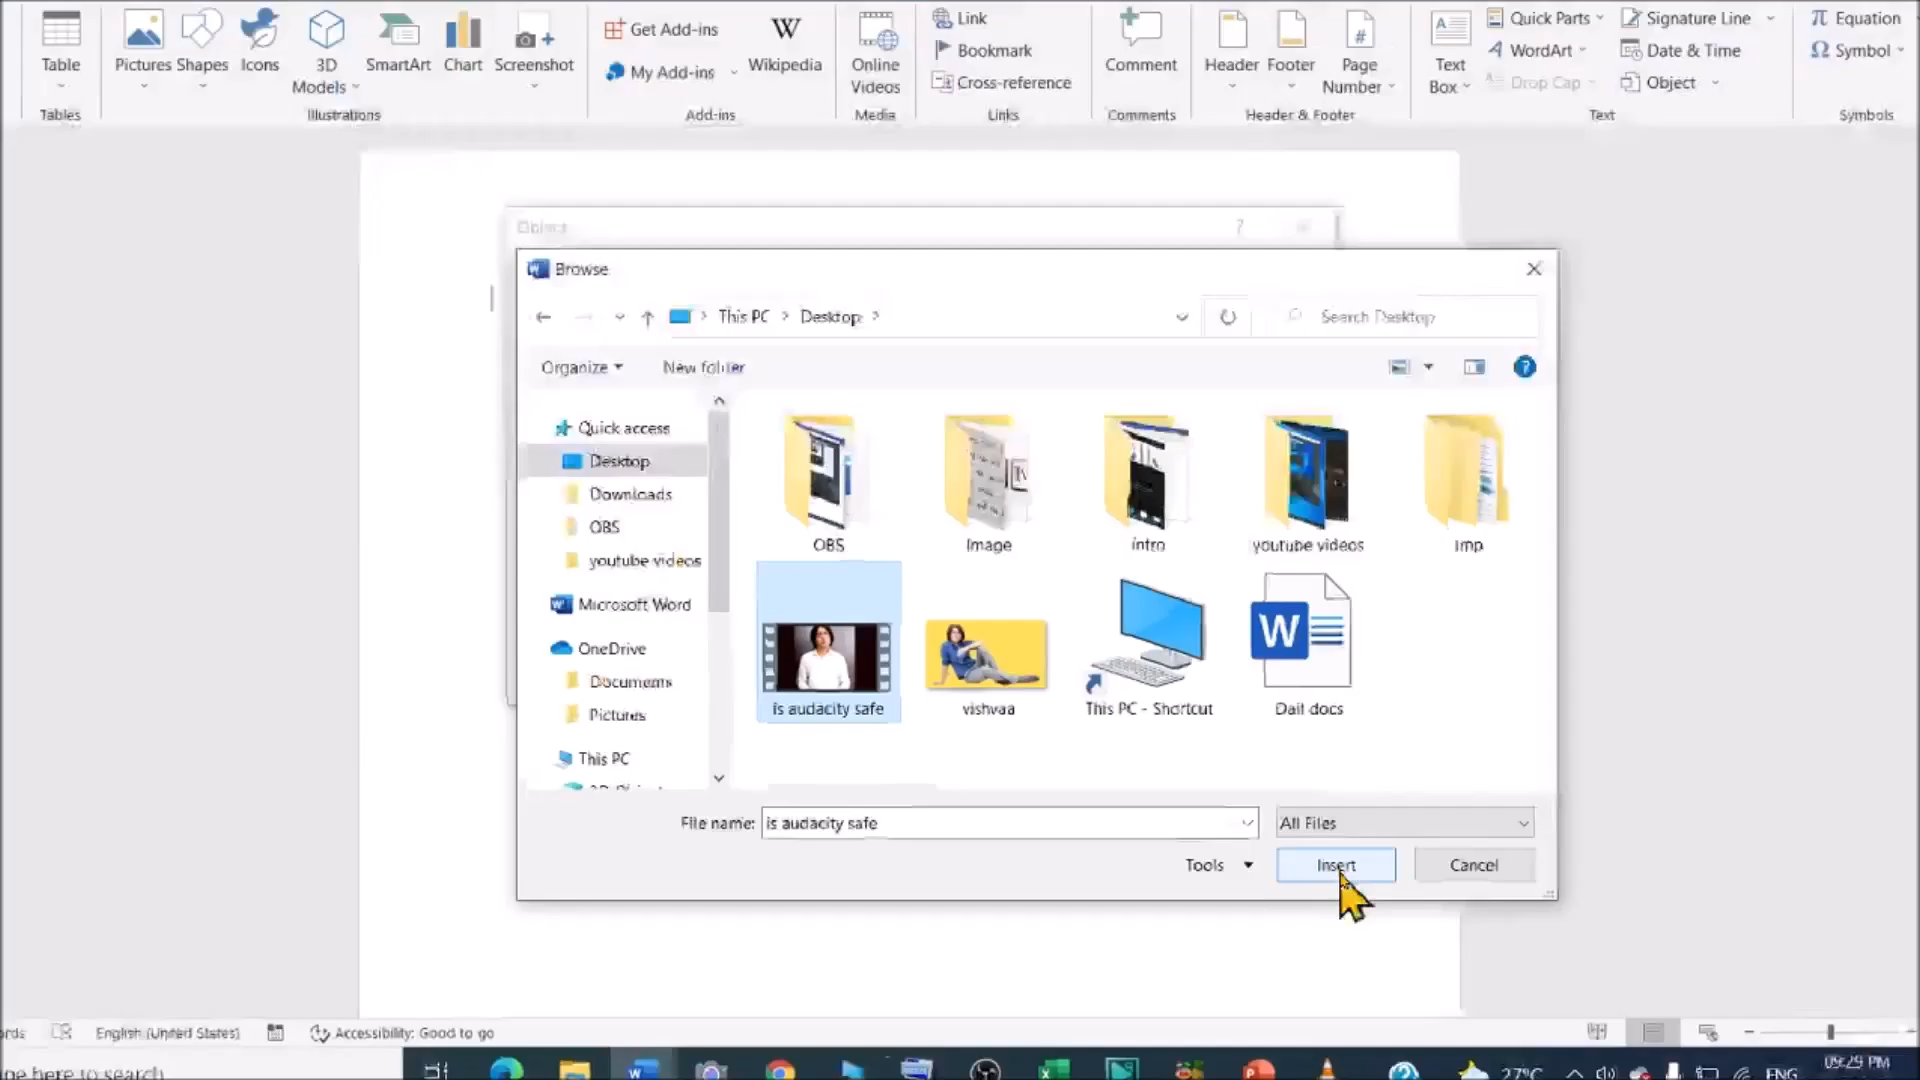 Table
Tables
Pictures
Shapes
Icons
3D
Models
SmartArt
Chart
Screenshot
Illustrations
Get Add-ins
My Add-ins
Add-ins
W
Wikipedia
Online
Videos
Media
Link
Bookmark
Cross-reference
Links
Comment
Comments
Header
Footer
Page
Number
Header & Footer
Text
Box
Quick Parts
WordArt
Drop Cap
Signature Line
Date & Time
Object
Text
Equation
Symbol
Symbols
Object
Browse
This PC
Desktop
Search Desktop
Organize
New folder
Quick access
Desktop
Downloads
OBS
youtube videos
Microsoft Word
OneDrive
Documents
Pictures
This PC
OBS
Image
intro
youtube videos
is audacity safe
vishvaa
This PC - Shortcut
Dail docs
File name:
is audacity safe
All Files
Tools
Insert
Cancel
English (United States)
Accessibility: Good to go
27°C
ENG
09:29 PM